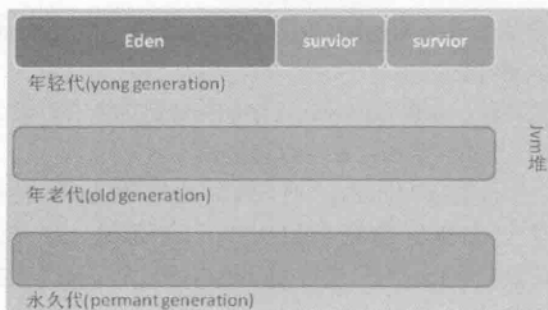 Eden survior survior
年轻代(yong generation)
年老代(old generation)
永久代(permant generation)
Jvm堆